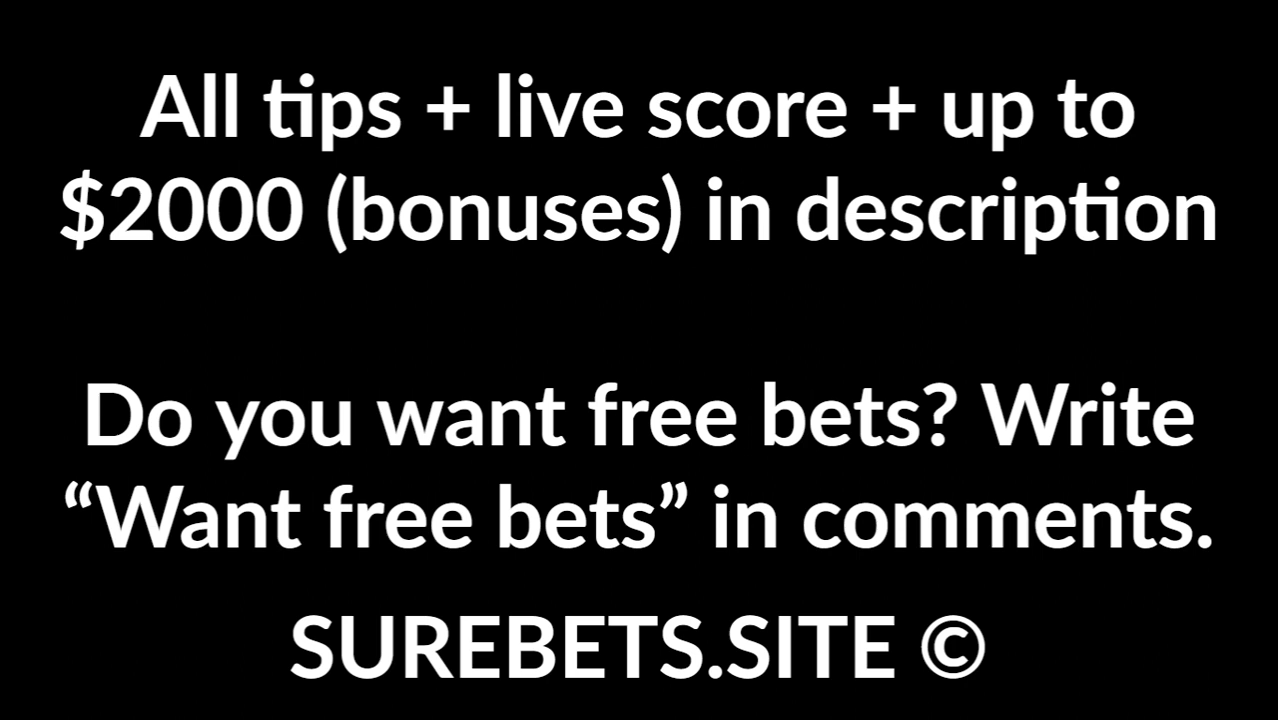 All tips + live score + up to
$2000 (bonuses) in description
Do you want free bets? Write
“Want free bets” in comments.
SUREBETS.SITE ©